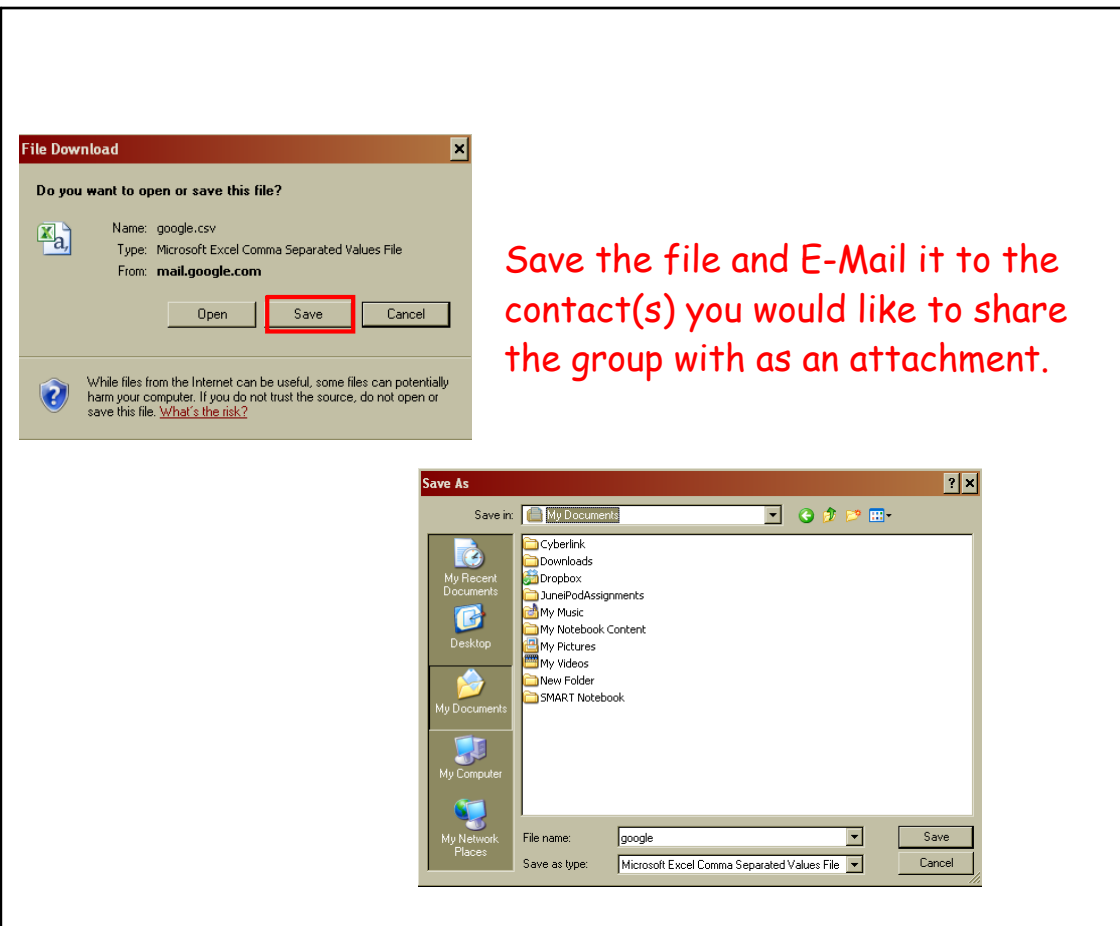 File Download
Do you want to open or save this file?
Name: google.csv
Type: Microsoft Excel Comma Separated Values File
From: mail.google.com
Open Save Cancel
While files from the Internet can be useful, some files can potentially
harm your computer. If you do not trust the source, do not open or
save this file. What's the risk?
Save the file and E-Mail it to the
contact(s) you would like to share
the group with as an attachment.
Save As
Save in: My Documents
My Recent
Documents
Desktop
My Documents
My Computer
My Network
Places
Cyberlink
Downloads
Dropbox
JuneiPodAssignments
My Music
My Notebook Content
My Pictures
My Videos
New Folder
SMART Notebook
File name: google Save
Save as type: Microsoft Excel Comma Separated Values File Cancel